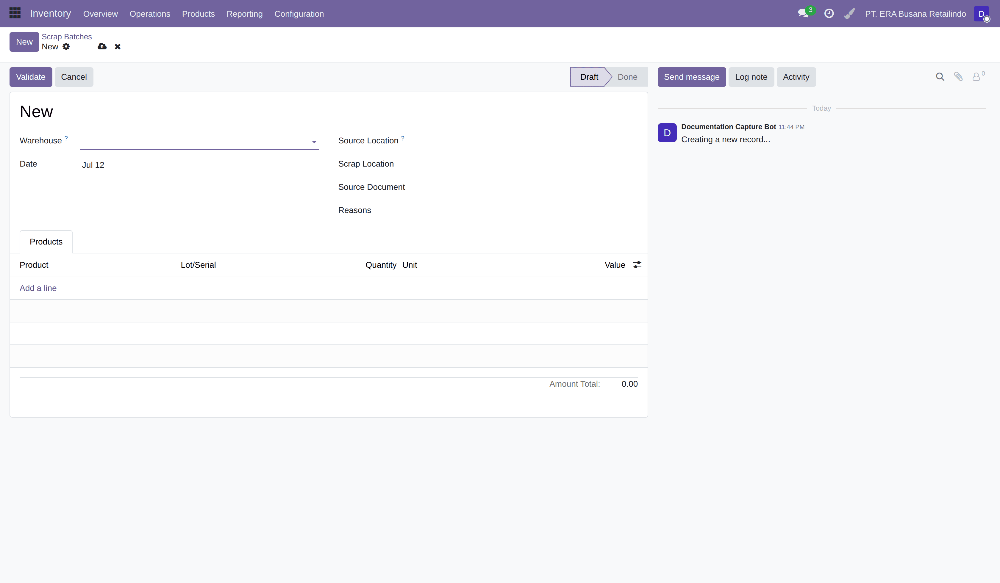 Inventory Overview Operations Products Reporting Configuration 3 PT. ERA Busana Retailindo D
New Scrap Batches
New
Validate Cancel Draft Done Send message Log note Activity 0
New
Warehouse ? Source Location ?
Date Jul 12 Scrap Location
Source Document
Reasons
Products
Product Lot/Serial Quantity Unit Value
Add a line
Amount Total: 0.00
Today
D Documentation Capture Bot 11:44 PM
Creating a new record...